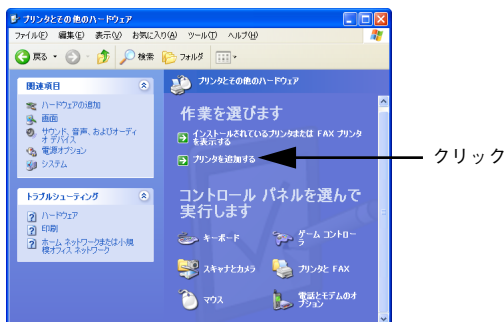 プリンタとその他のハードウェア
ファイル(F) 編集(E) 表示(V) お気に入り(A) ツール(T) ヘルプ(H)
戻る 検索 フォルダ
関連項目
ハードウェアの追加
画面
サウンド、音声、およびオーディ
オ デバイス
電源オプション
システム
トラブルシューティング
ハードウェア
印刷
ホーム ネットワークまたは小規
模オフィス ネットワーク
プリンタとその他のハードウェア
作業を選びます
インストールされているプリンタまたは FAX プリンタ
を表示する
プリンタを追加する
クリック
コントロール パネルを選んで
実行します
キーボード
ゲーム コントロー
ラ
スキャナとカメラ
プリンタと FAX
マウス
電話とモデムのオ
プション